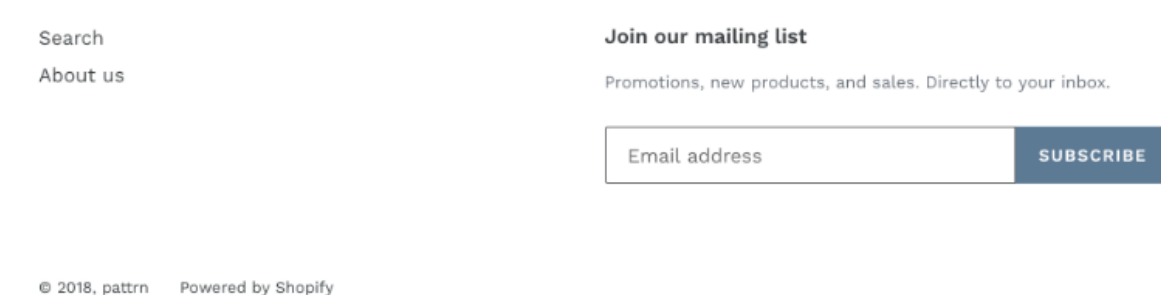 Search
About us
Join our mailing list
Promotions, new products, and sales. Directly to your inbox.
Email address
SUBSCRIBE
© 2018, pattrn
Powered by Shopify